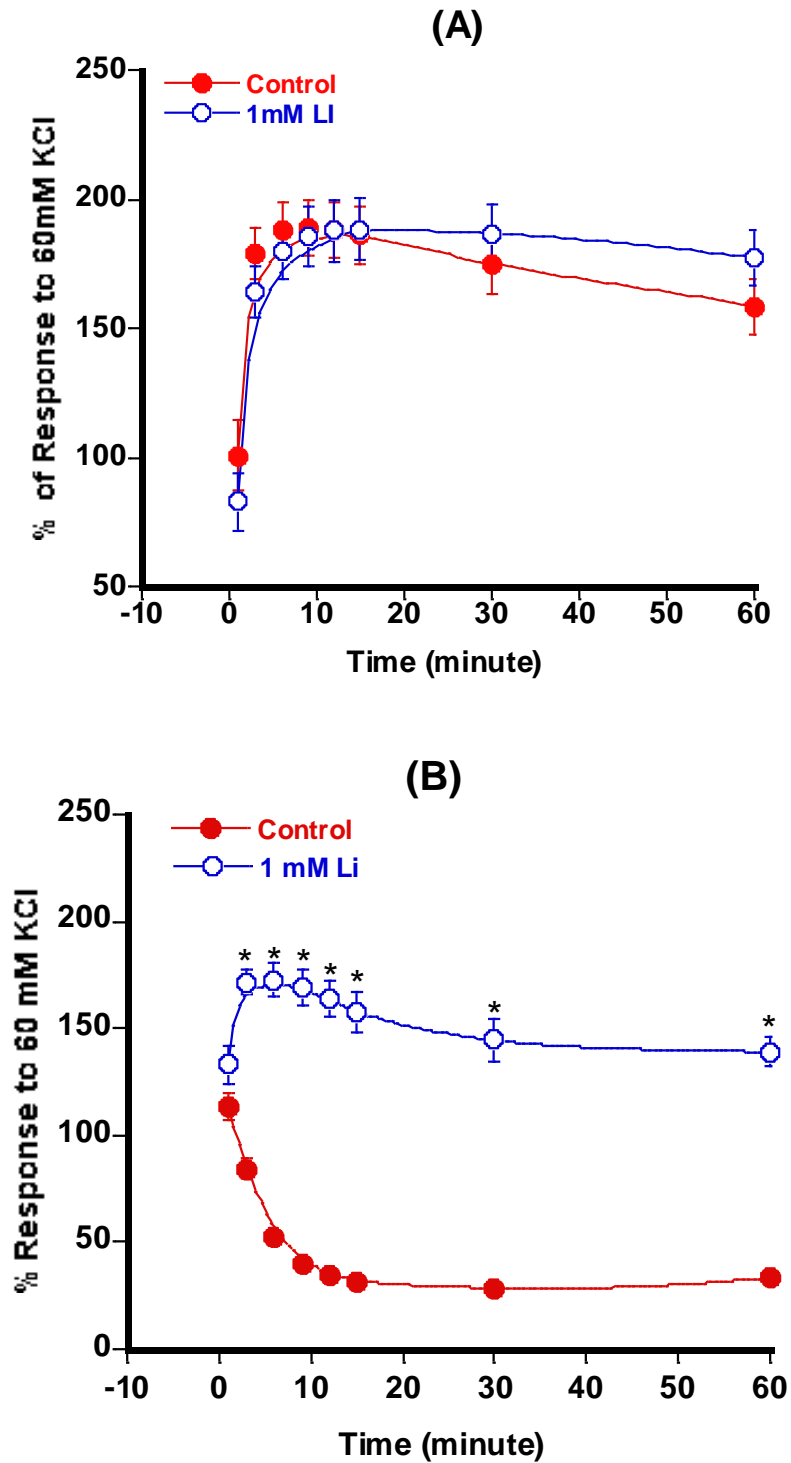 (A)
250
200
150
100
50
Control
1mM LI
% of Response to 60mM KCl
-10 0 10 20 30 40 50 60
Time (minute)
(B)
250
200
150
100
50
0
Control
1 mM Li
* * * * * * *
% Response to 60 mM KCl
-10 0 10 20 30 40 50 60
Time (minute)